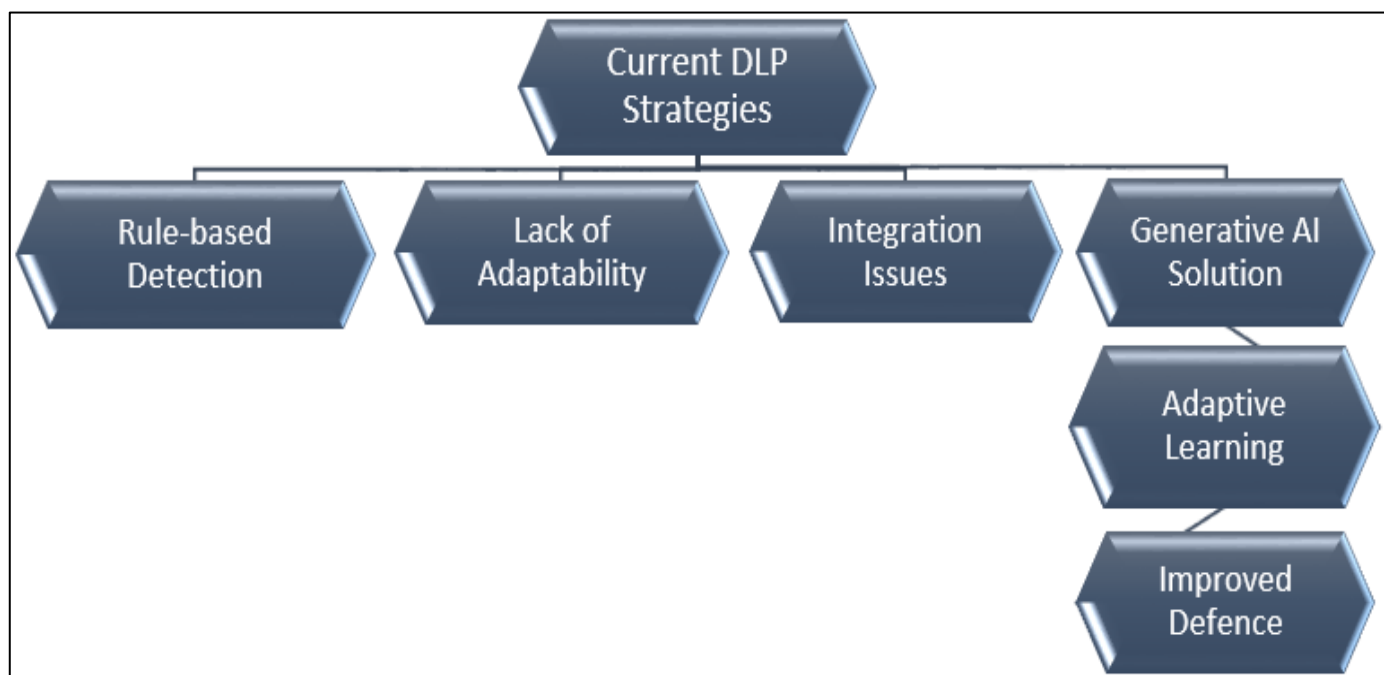 Current DLP
Strategies
Rule-based
Detection
Lack of
Adaptability
Integration
Issues
Generative AI
Solution
Adaptive
Learning
Improved
Defence